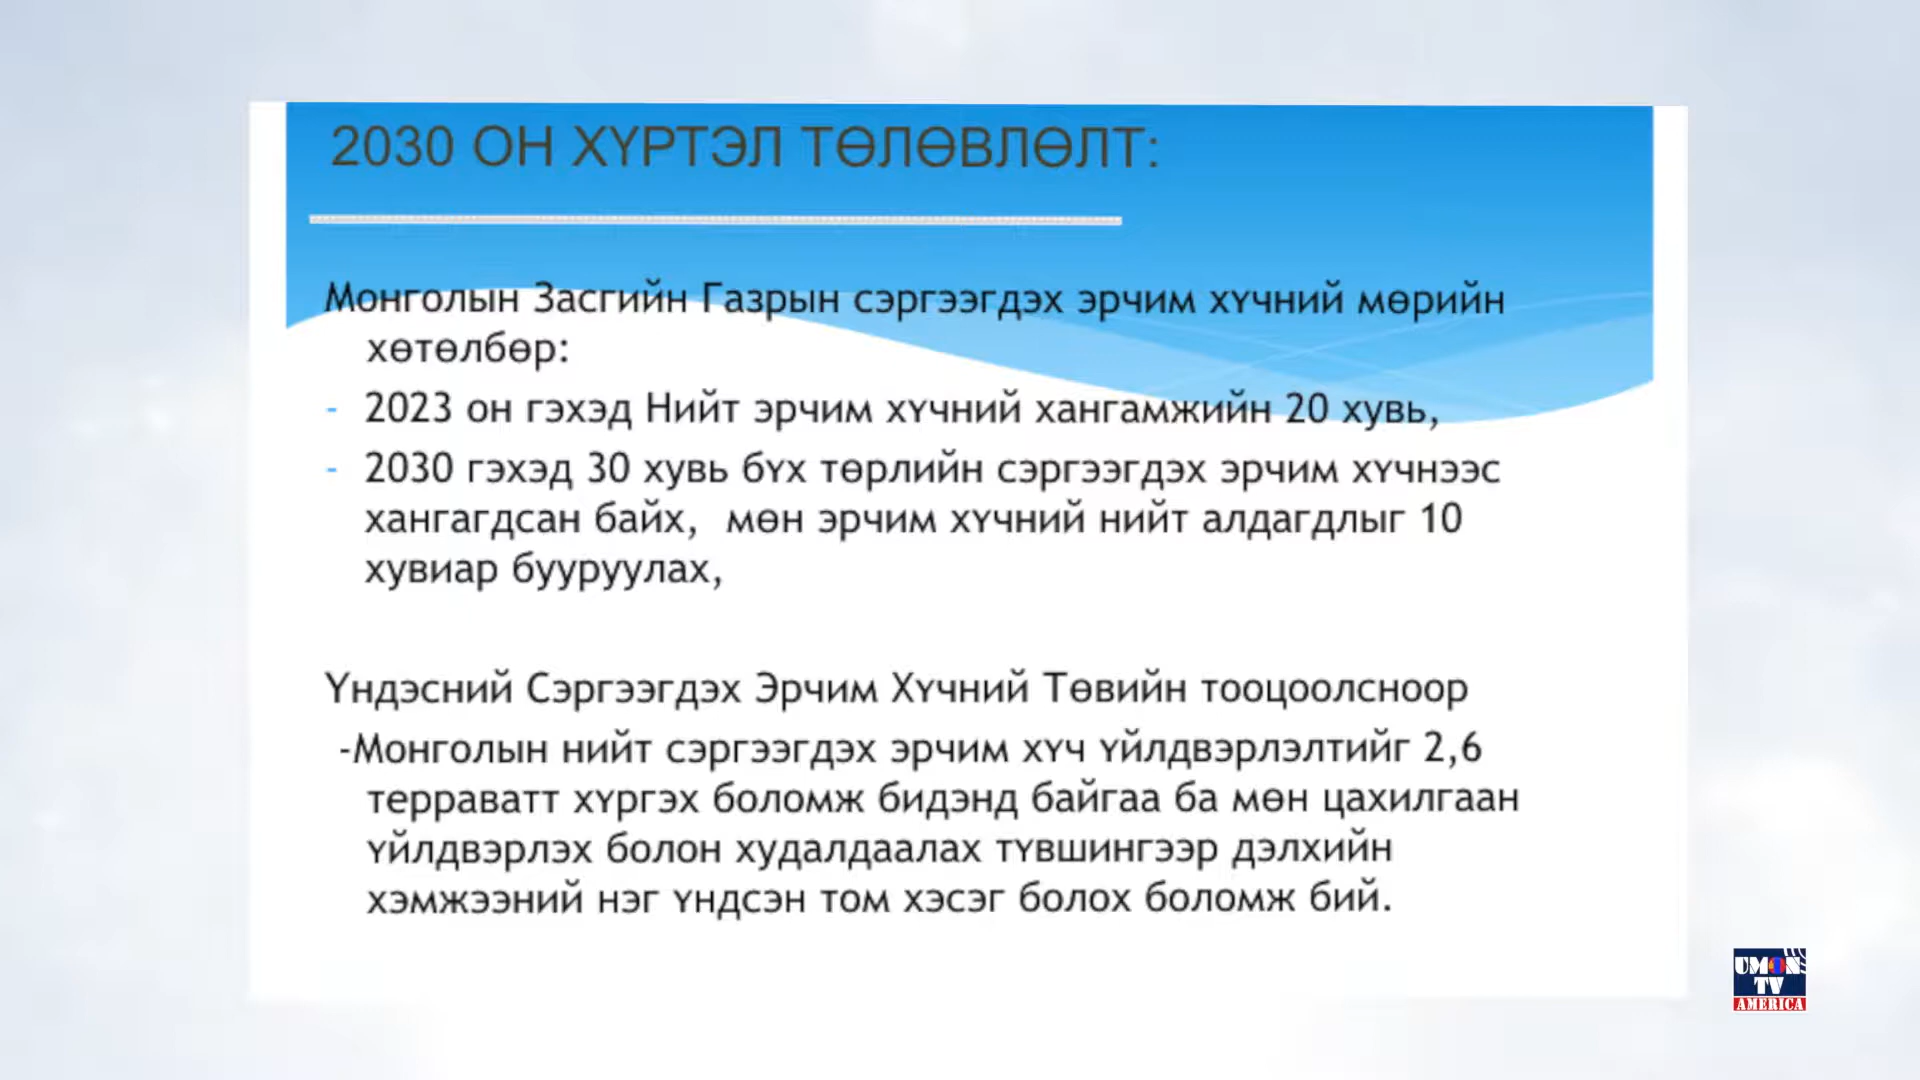 2030 ОН ХҮРТЭЛ ТӨЛӨВЛӨЛТ:
Монголын Засгийн Газрын сэргээгдэх эрчим хүчний мөрийн
хөтөлбөр:
- 2023 он гэхэд Нийт эрчим хүчний хангамжийн 20 хувь,
- 2030 гэхэд 30 хувь бүх төрлийн сэргээгдэх эрчим хүчнээс
хангагдсан байх, мөн эрчим хүчний нийт алдагдлыг 10
хувиар бууруулах,
Үндэсний Сэргээгдэх Эрчим Хүчний Төвийн тооцоолсноор
-Монголын нийт сэргээгдэх эрчим хүч үйлдвэрлэлтийг 2,6
терраватт хүргэх боломж бидэнд байгаа ба мөн цахилгаан
үйлдвэрлэх болон худалдаалах түвшингээр дэлхийн
хэмжээний нэг үндсэн том хэсэг болох боломж бий.
UMON
TV
AMERICA